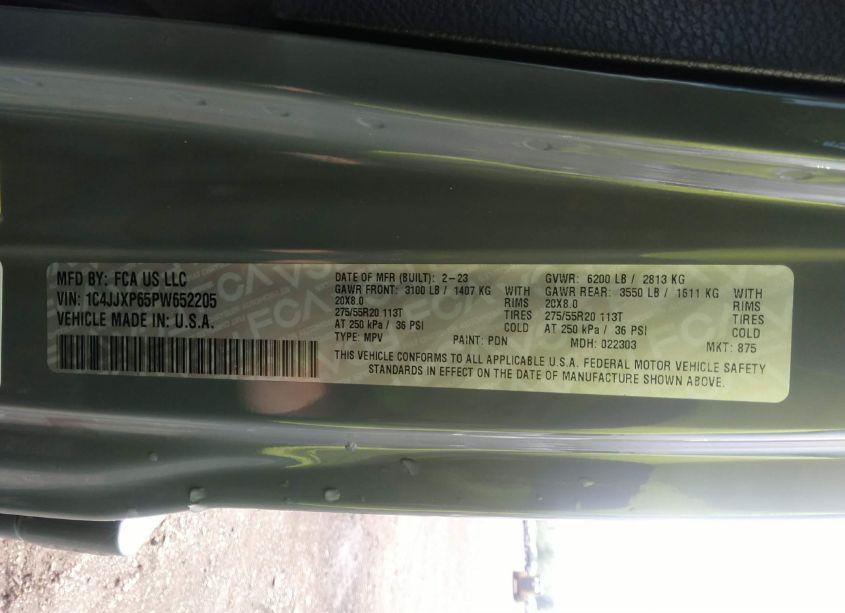 MFD BY: FCA US LLC
VIN: 1C4JJXP65PW652205
VEHICLE MADE IN: U.S.A.
DATE OF MFR (BUILT): 2-23 GVWR: 6200 LB / 2813 KG
GAWR FRONT: 3100 LB / 1407 KG WITH GAWR REAR: 3550 LB / 1611 KG WITH
20X8.0 RIMS 20X8.0 RIMS
275/55R20 113T TIRES 275/55R20 113T TIRES
AT 250 kPa / 36 PSI COLD AT 250 kPa / 36 PSI COLD
TYPE: MPV PAINT: PDN MDH: 022303 MKT: 875
THIS VEHICLE CONFORMS TO ALL APPLICABLE U.S.A. FEDERAL MOTOR VEHICLE SAFETY
STANDARDS IN EFFECT ON THE DATE OF MANUFACTURE SHOWN ABOVE.